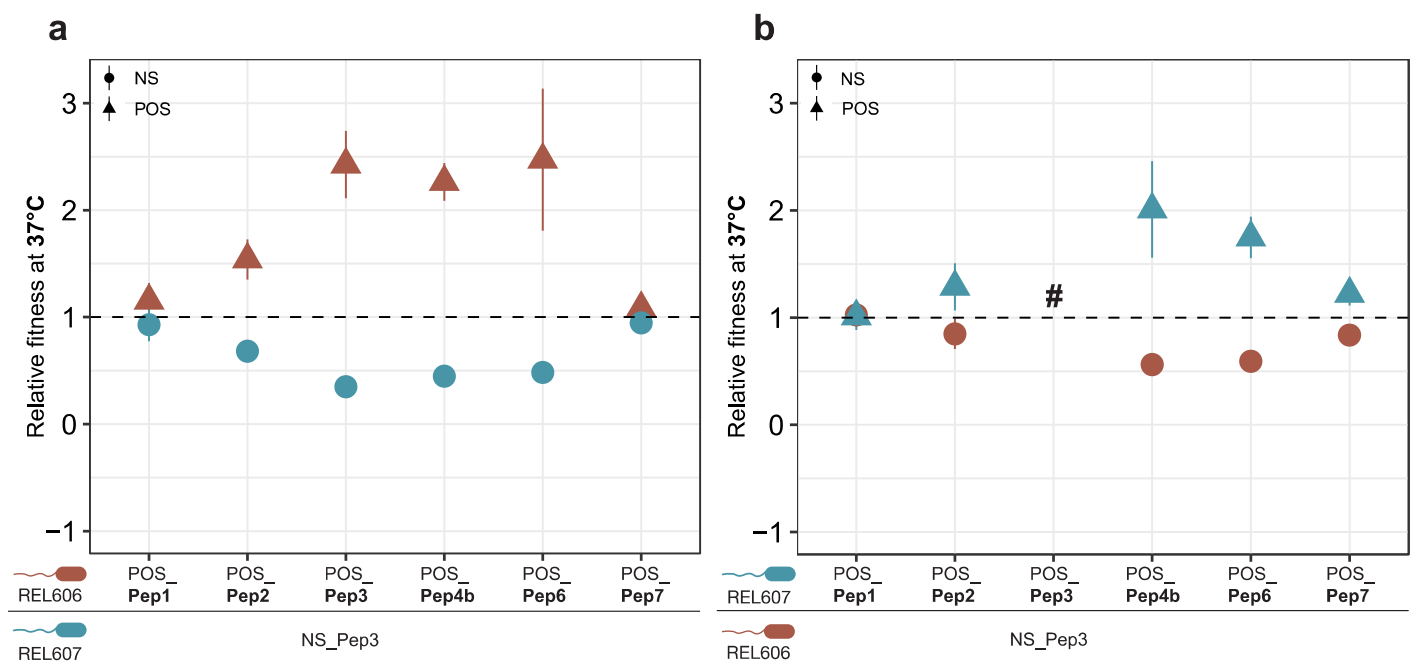 a
NS
POS
Relative fitness at 37°C
3
2
1
0
−1
REL606
POS_ POS_ POS_ POS_ POS_ POS_
Pep1 Pep2 Pep3 Pep4b Pep6 Pep7
REL607
NS_Pep3
b
NS
POS
Relative fitness at 37°C
3
2
1
0
−1
#
REL607
POS_ POS_ POS_ POS_ POS_ POS_
Pep1 Pep2 Pep3 Pep4b Pep6 Pep7
REL606
NS_Pep3